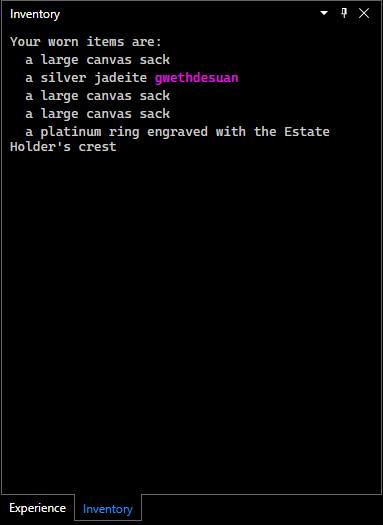 Inventory
Your worn items are:
a large canvas sack
a silver jadeite gwethdesuan
a large canvas sack
a large canvas sack
a platinum ring engraved with the Estate
Holder's crest
Experience
Inventory